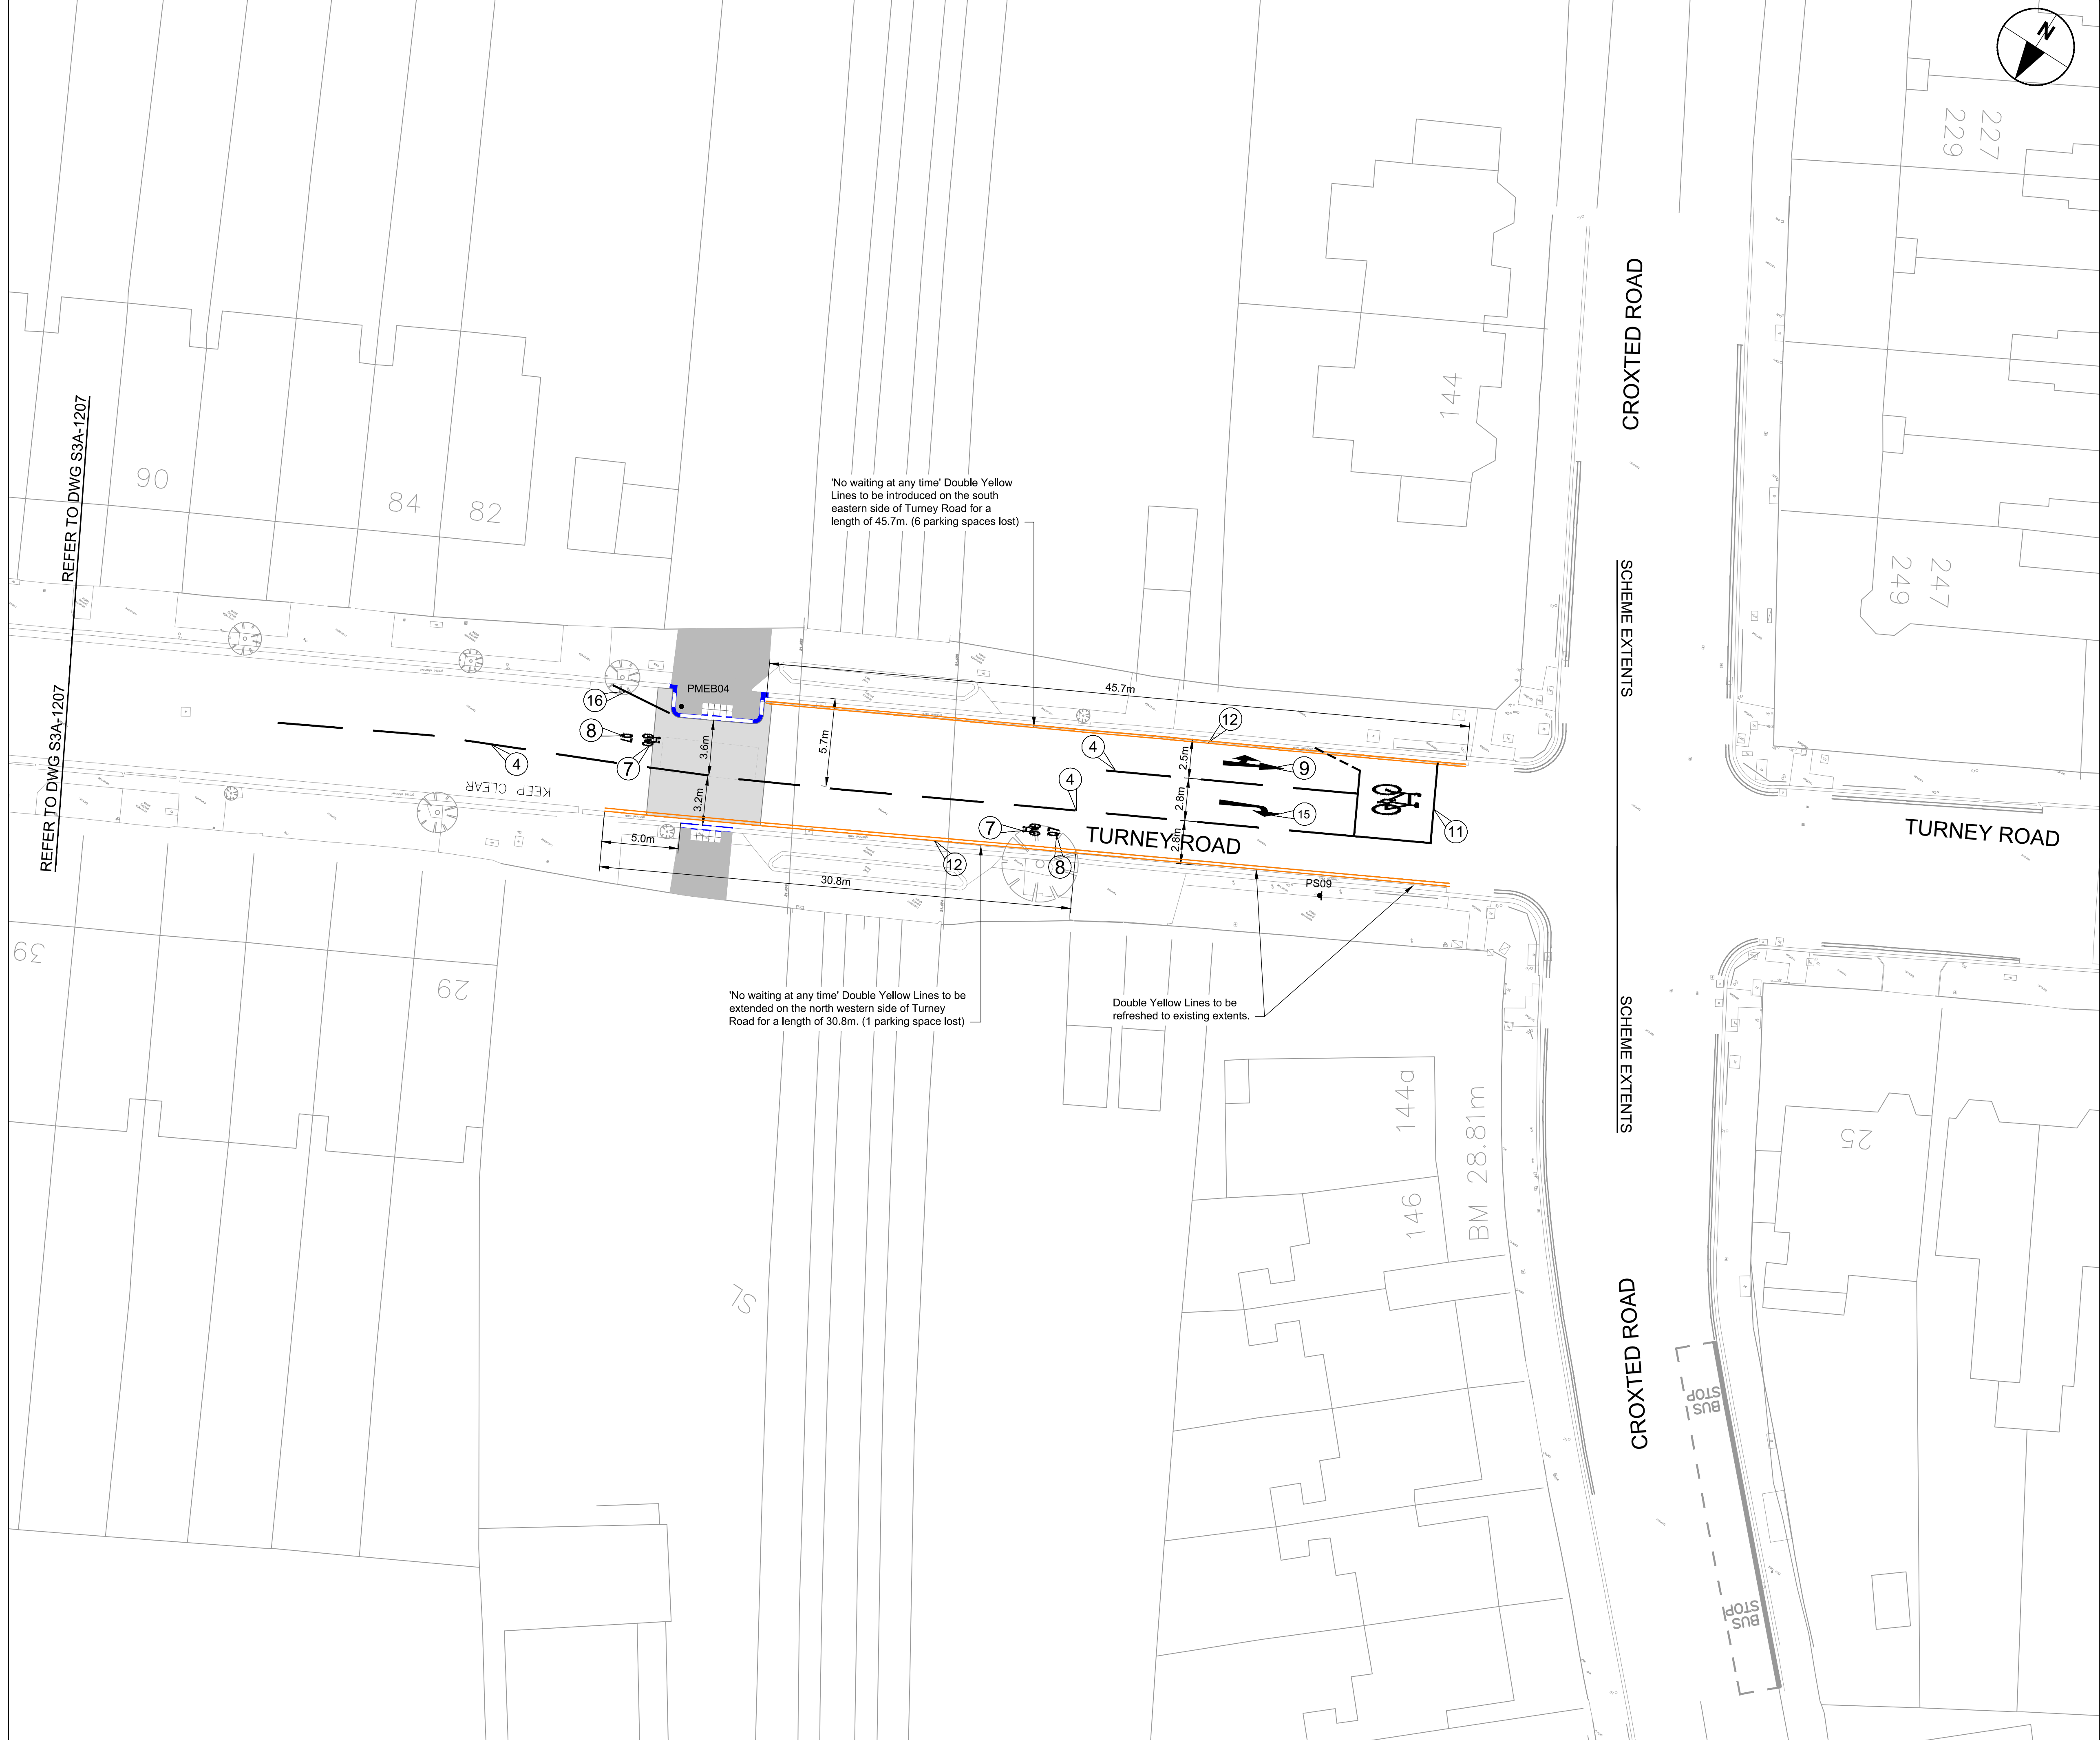 N
227
229
CROXTED ROAD
144
REFER TO DWG S3A-1207
90
84
82
'No waiting at any time' Double Yellow
Lines to be introduced on the south
eastern side of Turney Road for a
length of 45.7m. (6 parking spaces lost)
SCHEME EXTENTS
247
249
PMEB04
45.7m
16
8
7
4
3.6m
5.7m
12
4
2.5m
9
4
2.8m
15
11
REFER TO DWG S3A-1207
KEEP CLEAR
3.2m
5.0m
7
8
TURNEY ROAD
2.8m
TURNEY ROAD
12
30.8m
PS09
39
29
'No waiting at any time' Double Yellow Lines to be
extended on the north western side of Turney
Road for a length of 30.8m. (1 parking space lost)
Double Yellow Lines to be
refreshed to existing extents.
SCHEME EXTENTS
144a
146
BM 28.81m
25
SL
CROXTED ROAD
BUS
STOP
BUS
STOP